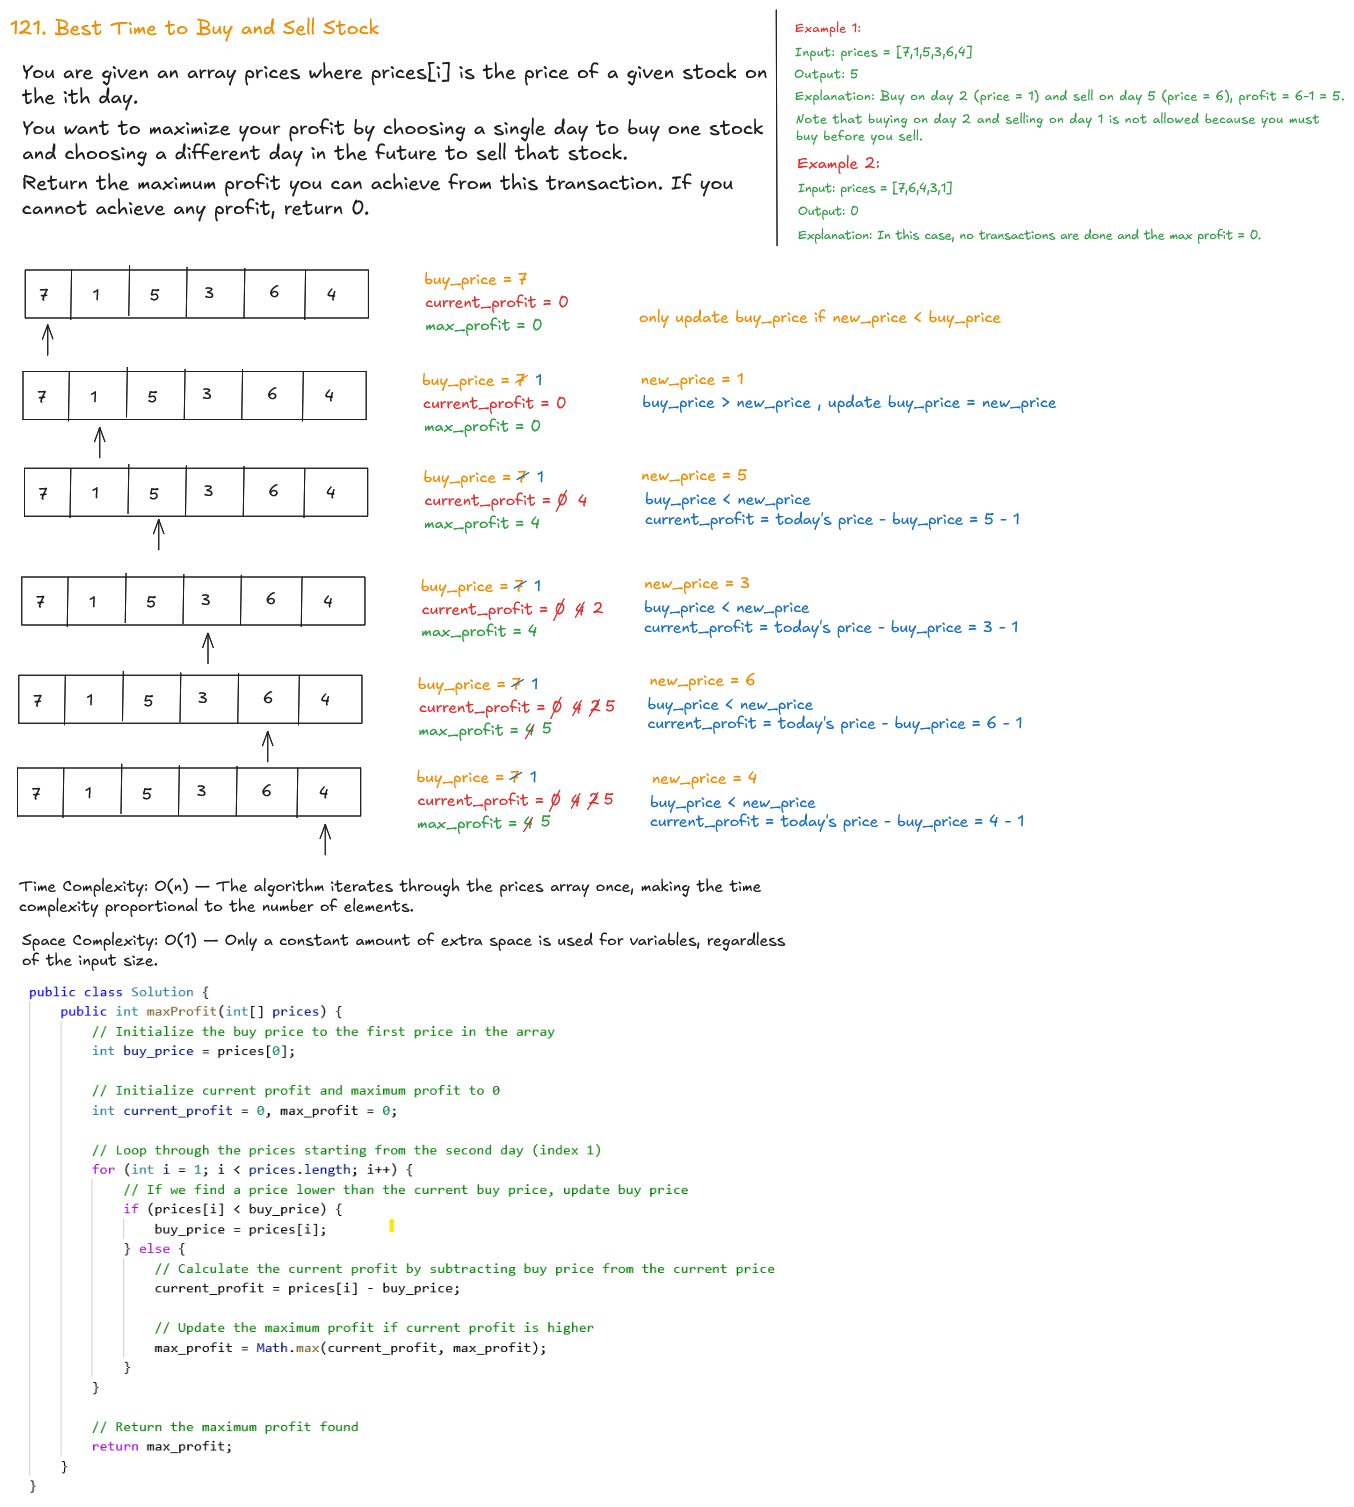 121. Best Time to Buy and Sell Stock
You are given an array prices where prices[i] is the price of a given stock on
the ith day.
You want to maximize your profit by choosing a single day to buy one stock
and choosing a different day in the future to sell that stock.
Return the maximum profit you can achieve from this transaction. If you
cannot achieve any profit, return 0.
Example 1:
Input: prices = [7,1,5,3,6,4]
Output: 5
Explanation: Buy on day 2 (price = 1) and sell on day 5 (price = 6), profit = 6-1 = 5.
Note that buying on day 2 and selling on day 1 is not allowed because you must
buy before you sell.
Example 2:
Input: prices = [7,6,4,3,1]
Output: 0
Explanation: In this case, no transactions are done and the max profit = 0.
7 1 5 3 6 4
buy_price = 7
current_profit = 0
max_profit = 0
only update buy_price if new_price < buy_price
7 1 5 3 6 4
buy_price = 7 1
current_profit = 0
max_profit = 0
new_price = 1
buy_price > new_price , update buy_price = new_price
7 1 5 3 6 4
buy_price = 7 1
current_profit = 0 4
max_profit = 4
new_price = 5
buy_price < new_price
current_profit = today's price - buy_price = 5 - 1
7 1 5 3 6 4
buy_price = 7 1
current_profit = 0 4 2
max_profit = 4
new_price = 3
buy_price < new_price
current_profit = today's price - buy_price = 3 - 1
7 1 5 3 6 4
buy_price = 7 1
current_profit = 0 4 2 5
max_profit = 4 5
new_price = 6
buy_price < new_price
current_profit = today's price - buy_price = 6 - 1
7 1 5 3 6 4
buy_price = 7 1
current_profit = 0 4 2 5
max_profit = 4 5
new_price = 4
buy_price < new_price
current_profit = today's price - buy_price = 4 - 1
Time Complexity: O(n) — The algorithm iterates through the prices array once, making the time
complexity proportional to the number of elements.
Space Complexity: O(1) — Only a constant amount of extra space is used for variables, regardless
of the input size.
public class Solution {
public int maxProfit(int[] prices) {
// Initialize the buy price to the first price in the array
int buy_price = prices[0];
// Initialize current profit and maximum profit to 0
int current_profit = 0, max_profit = 0;
// Loop through the prices starting from the second day (index 1)
for (int i = 1; i < prices.length; i++) {
// If we find a price lower than the current buy price, update buy price
if (prices[i] < buy_price) {
buy_price = prices[i];
} else {
// Calculate the current profit by subtracting buy price from the current price
current_profit = prices[i] - buy_price;
// Update the maximum profit if current profit is higher
max_profit = Math.max(current_profit, max_profit);
}
}
// Return the maximum profit found
return max_profit;
}
}